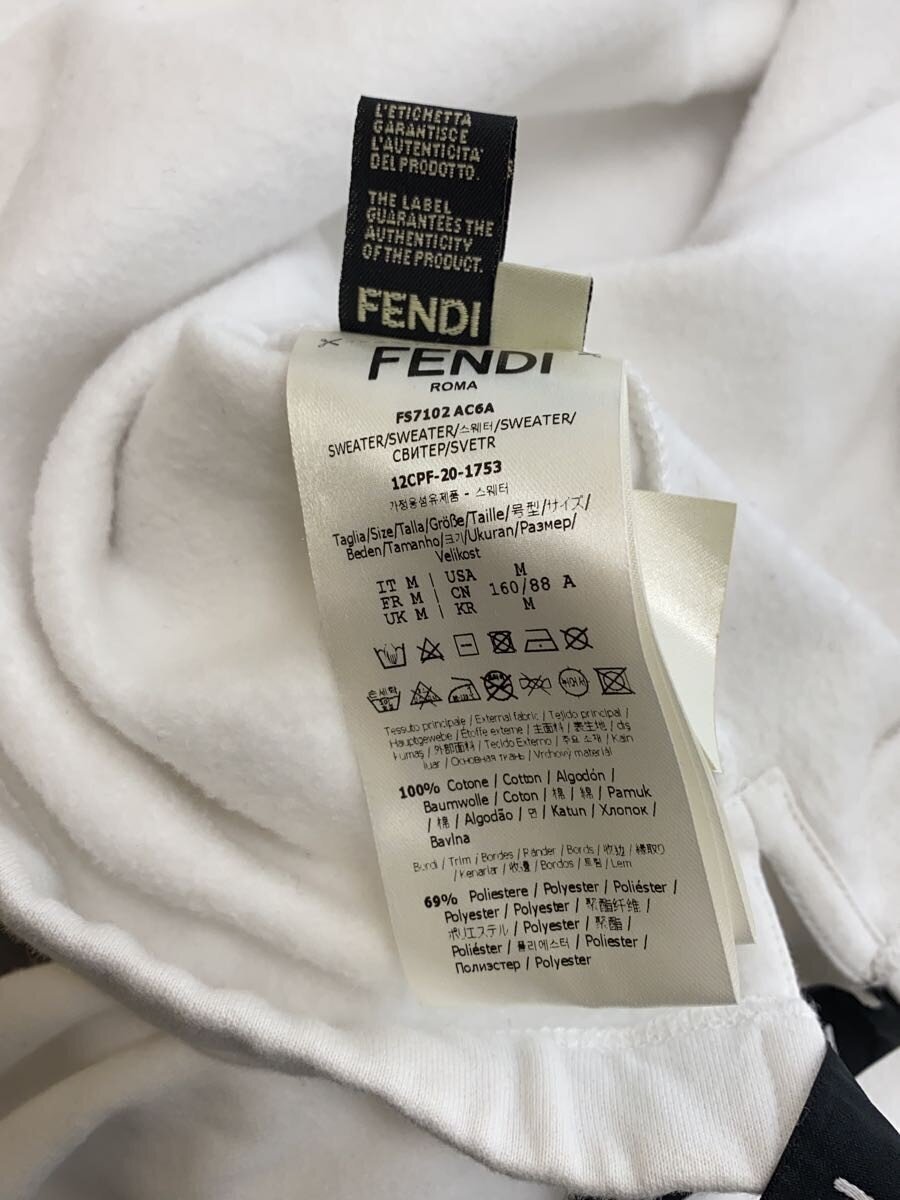 L'ETICHETTA
GARANTISCE
L'AUTENTICITA'
DEL PRODOTTO.
THE LABEL
GUARANTEES THE
AUTHENTICITY
OF THE PRODUCT.
FENDI
FENDI
ROMA
FS7102 AC6A
SWEATER/SWEATER/스웨터/SWEATER/
СВИТЕР/SVETR
12CPF-20-1753
가정용섬유제품 - 스웨터
Taglia/Size/Talla/Größe/Taille/号型/サイズ/
Beden/Tamanho/크기/Ukuran/Размер/
Velikost
IT M | USA M
FR M | CN 160/88 A
UK M | KR M
손세탁
드라이
Tessuto principale / External fabric / Tejido principal /
Hauptgewebe / Étoffe externe / 主面料 / 表生地 / dış
kumaş / 外部面料 / Tecido Externo / 주요 소재 / Kain
luar / Основная ткань / Vrchový materiál
100% Cotone / Cotton / Algodón /
Baumwolle / Coton / 棉 / 綿 / Pamuk
/ 棉 / Algodão / 면 / Katun / Хлопок /
Bavlna
Bordi / Trim / Bordes / Ränder / Bords / 收边 / 縁取り
/ Kenarlar / 收邊 / Bordos / 트림 / Lem
69% Poliestere / Polyester / Poliéster /
Polyester / Polyester / 聚酯纤维 /
ポリエステル / Polyester / 聚酯 /
Poliéster / 폴리에스터 / Poliester /
Полиэстер / Polyester